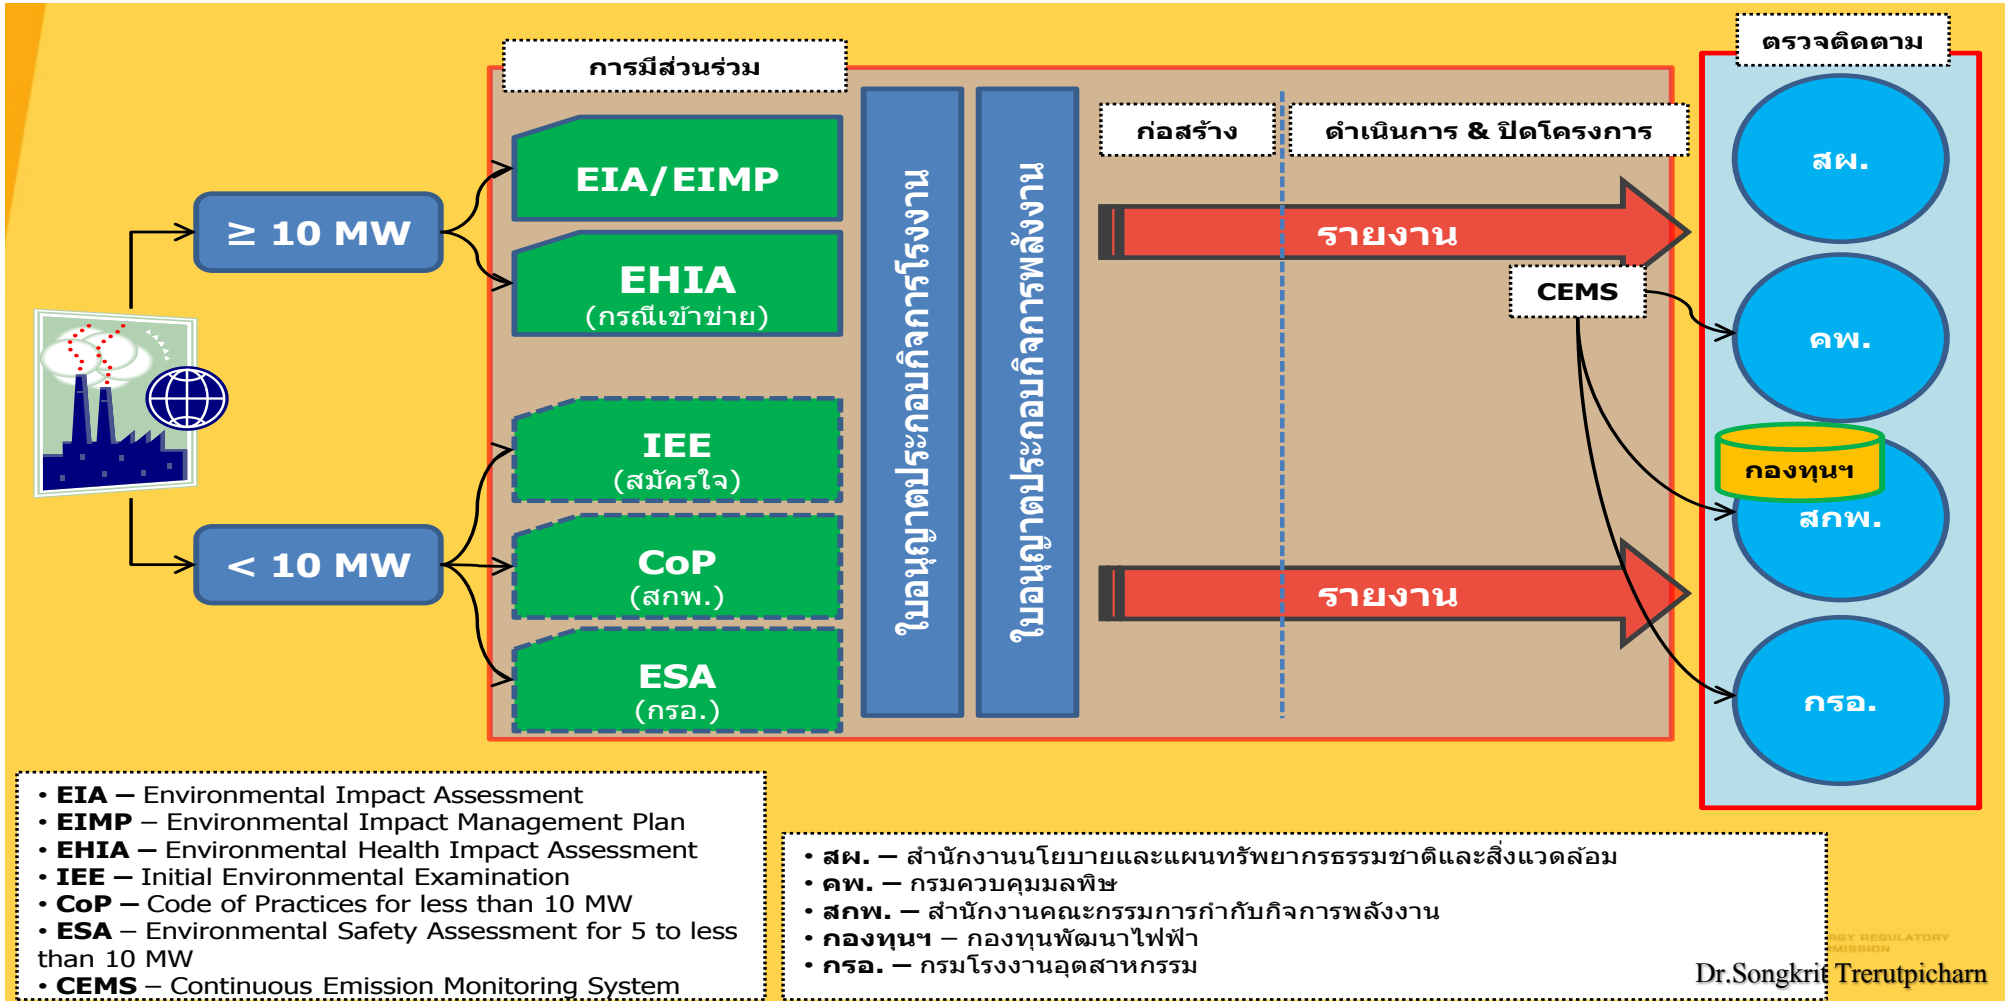 การมีส่วนร่วม
ตรวจติดตาม
ก่อสร้าง
ดำเนินการ & ปิดโครงการ
≥ 10 MW
< 10 MW
EIA/EIMP
EHIA
(กรณีเข้าข่าย)
IEE
(สมัครใจ)
CoP
(สกพ.)
ESA
(กรอ.)
ใบอนุญาตประกอบกิจการโรงงาน
ใบอนุญาตประกอบกิจการพลังงาน
รายงาน
CEMS
รายงาน
สผ.
คพ.
กองทุนฯ
สกพ.
กรอ.
• EIA – Environmental Impact Assessment
• EIMP – Environmental Impact Management Plan
• EHIA – Environmental Health Impact Assessment
• IEE – Initial Environmental Examination
• CoP – Code of Practices for less than 10 MW
• ESA – Environmental Safety Assessment for 5 to less
than 10 MW
• CEMS – Continuous Emission Monitoring System
• สผ. – สำนักงานนโยบายและแผนทรัพยากรธรรมชาติและสิ่งแวดล้อม
• คพ. – กรมควบคุมมลพิษ
• สกพ. – สำนักงานคณะกรรมการกำกับกิจการพลังงาน
• กองทุนฯ – กองทุนพัฒนาไฟฟ้า
• กรอ. – กรมโรงงานอุตสาหกรรม
REGULATORY
Dr.Songkrit Trerutpicharn